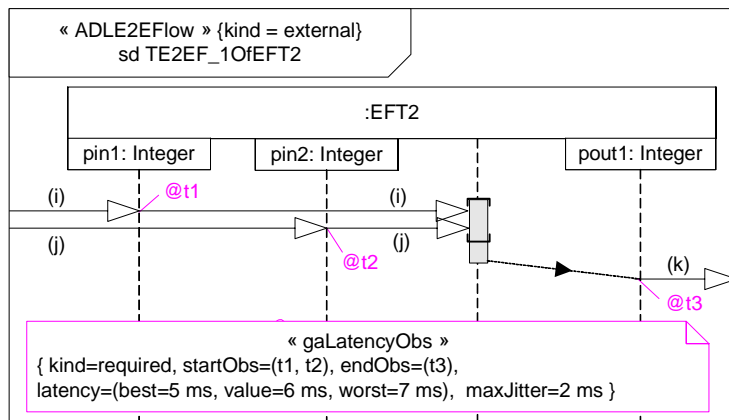 « ADLE2EFlow » {kind = external}
sd TE2EF_1OfEFT2
:EFT2
pin1: Integer
pin2: Integer
pout1: Integer
(i)
@t1
(i)
(j)
@t2
(j)
(k)
@t3
« gaLatencyObs »
{ kind=required, startObs=(t1, t2), endObs=(t3),
latency=(best=5 ms, value=6 ms, worst=7 ms), maxJitter=2 ms }